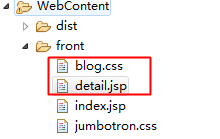 WebContent
dist
front
blog.css
detail.jsp
index.jsp
jumbotron.css